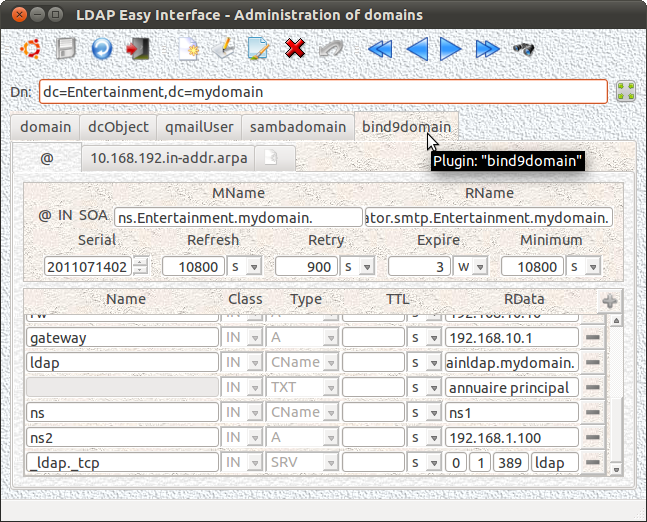 LDAP Easy Interface - Administration of domains
Dn: dc=Entertainment,dc=mydomain
domain dcObject qmailUser sambadomain bind9domain
@ 10.168.192.in-addr.arpa
Plugin: "bind9domain"
MName RName
@ IN SOA ns.Entertainment.mydomain. ator.smtp.Entertainment.mydomain.
Serial Refresh Retry Expire Minimum
2011071402 10800 s 900 s 3 w 10800 s
Name Class Type TTL RData
gateway IN A s 192.168.10.1
ldap IN CName s ainldap.mydomain.
IN TXT s annuaire principal
ns IN CName s ns1
ns2 IN A s 192.168.1.100
_ldap._tcp IN SRV s 0 1 389 ldap